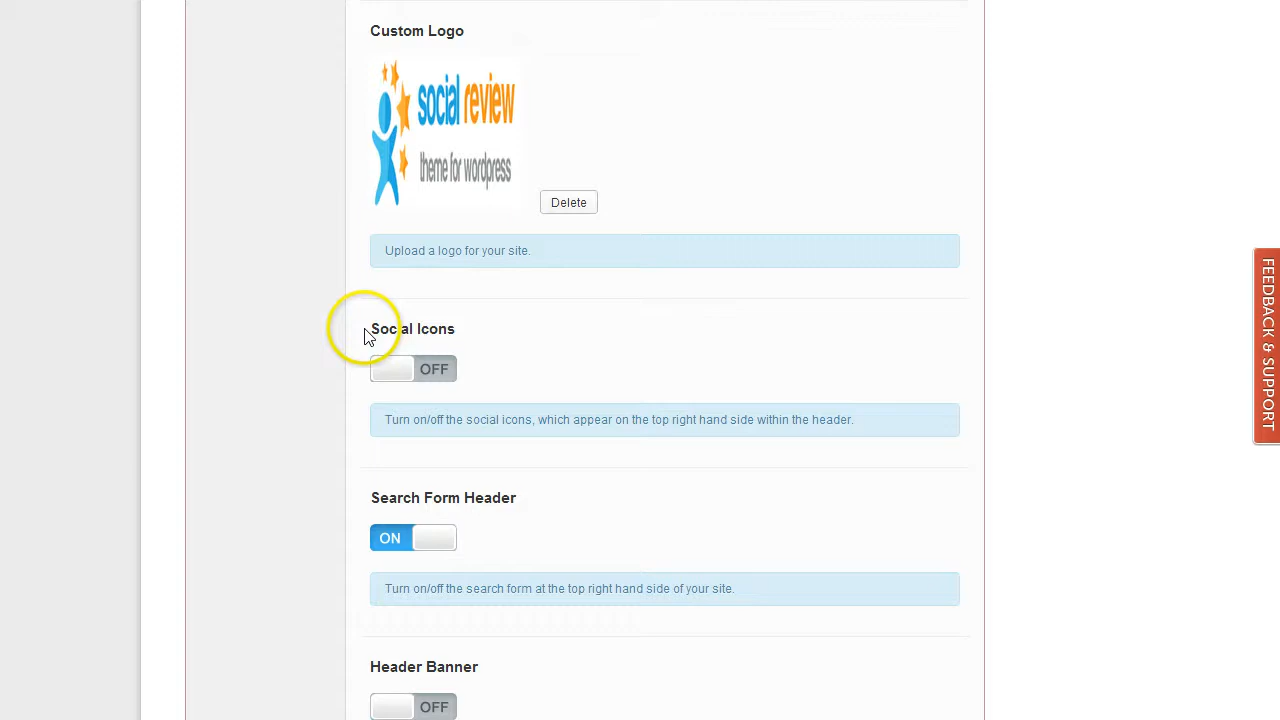 Custom Logo
social review
theme for wordpress
Delete
Upload a logo for your site.
Social Icons
OFF
Turn on/off the social icons, which appear on the top right hand side within the header.
Search Form Header
ON
Turn on/off the search form at the top right hand side of your site.
Header Banner
OFF
FEEDBACK & SUPPORT